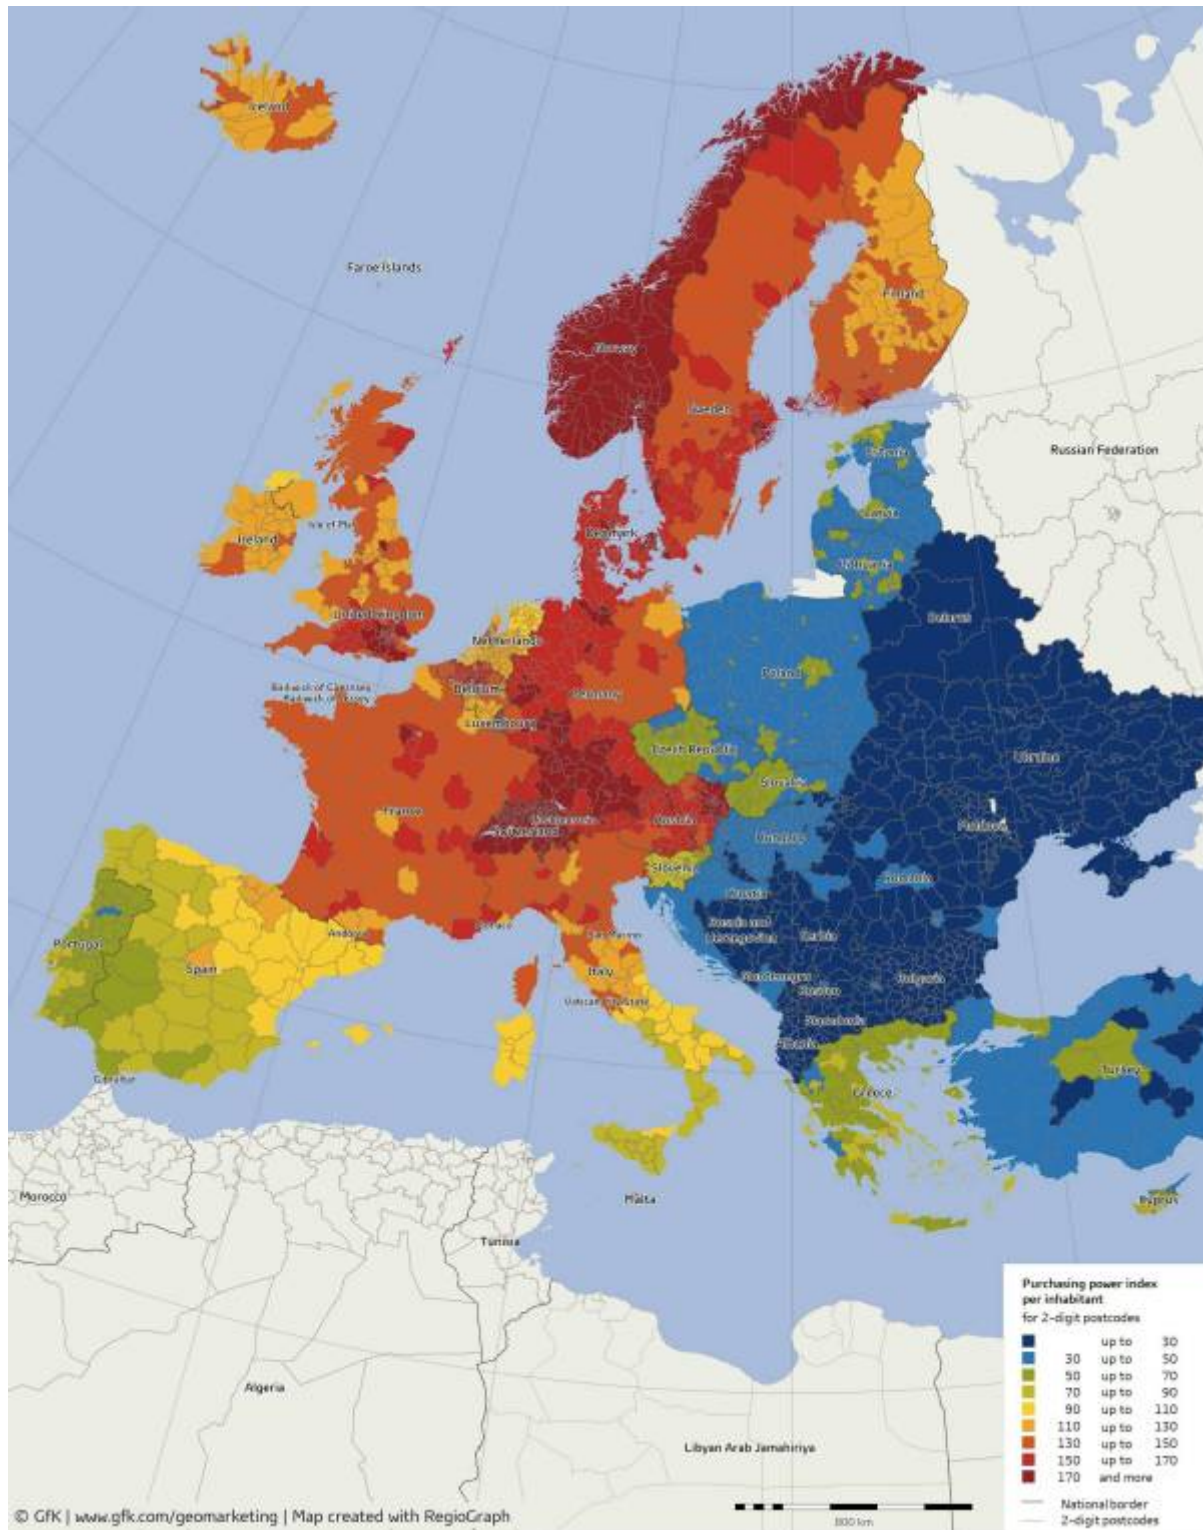 Iceland
Faroe Islands
Norway
Finland
Sweden
Russian Federation
Estonia
Latvia
Lithuania
Isle of Ma
Ireland
Denmark
United Kingdom
Belarus
Netherlands
Poland
Belgium
Germany
Luxembourg
Czech Republic
Ukraine
Slovakia
France
Switzerland
Austria
Moldova
Hungary
Sloveni
Romania
Croatia
Bosnia and
Herzegovina
Serbia
Andorra
Monaco
San Marino
Portugal
Spain
Italy
Montenegro
Kosovo
Bulgaria
Vatican City State
Macedonia
Albania
Turkey
Gibraltar
Greece
Morocco
Malta
Cyprus
Tunisia
Algeria
Libyan Arab Jamahiriya
Purchasing power index
per inhabitant
for 2-digit postcodes
up to 30
30 up to 50
50 up to 70
70 up to 90
90 up to 110
110 up to 130
130 up to 150
150 up to 170
170 and more
National border
2-digit postcodes
800 km
© GfK | www.gfk.com/geomarketing | Map created with RegioGraph